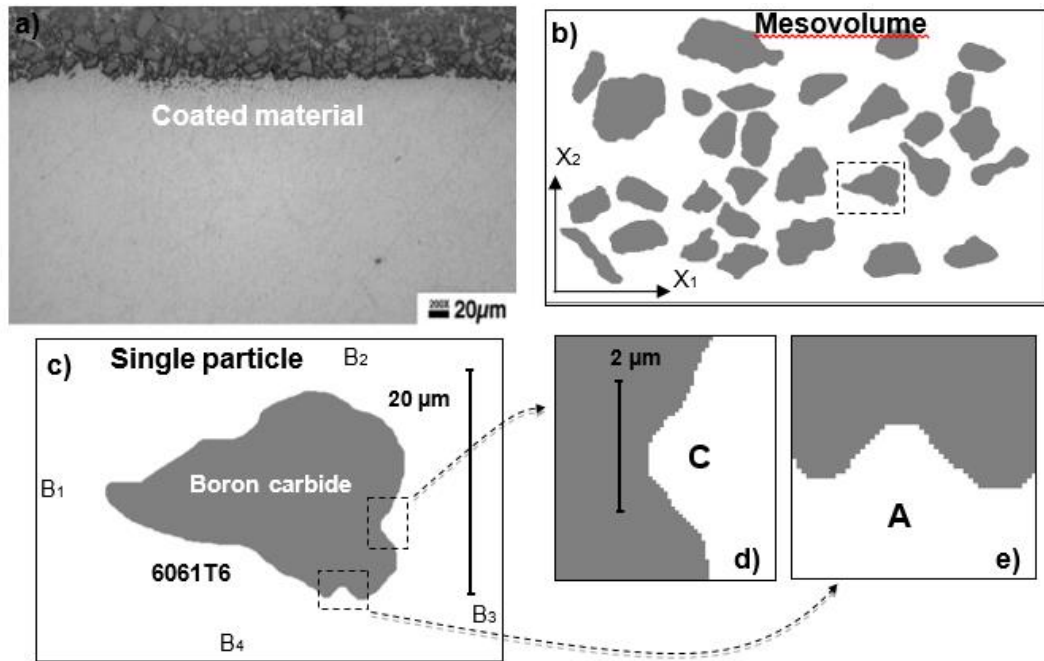 a)
Coated material
200X
20µm
b)
Mesovolume
X2
X1
c)
Single particle
B2
20 µm
B1
Boron carbide
6061T6
B3
B4
2 µm
C
d)
A
e)